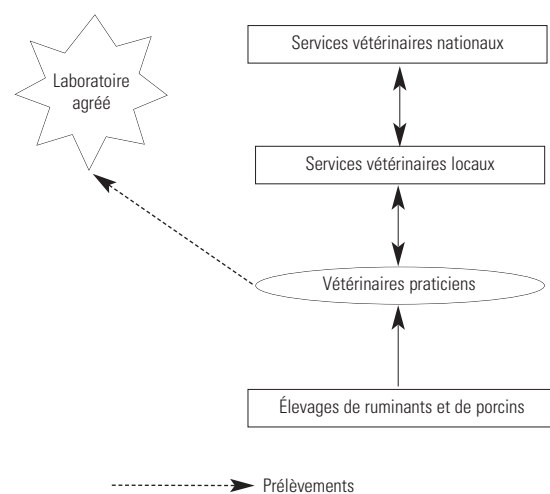 Services vétérinaires nationaux
Laboratoire
agréé
Services vétérinaires locaux
Vétérinaires praticiens
Élevages de ruminants et de porcins
Prélèvements